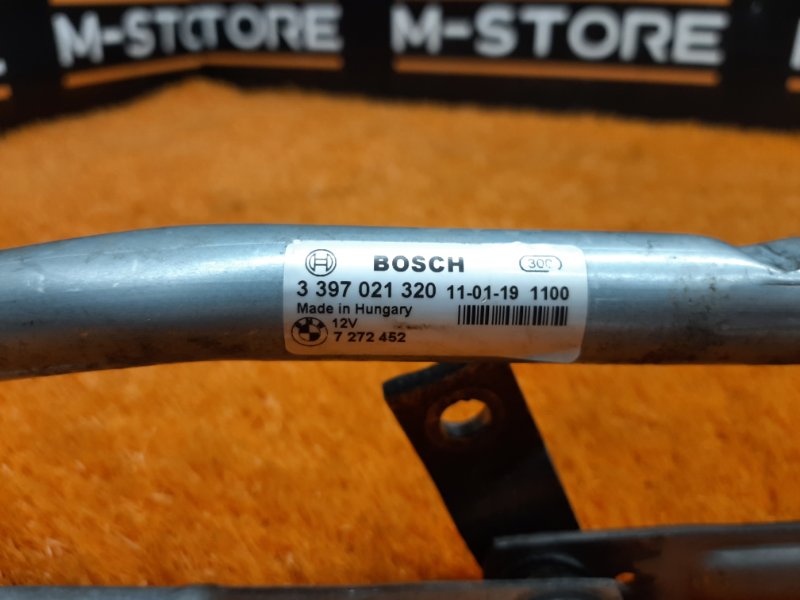 M-STORE M-STORE
BOSCH 300
3 397 021 320 11-01-19 1100
Made in Hungary
12V
7 272 452